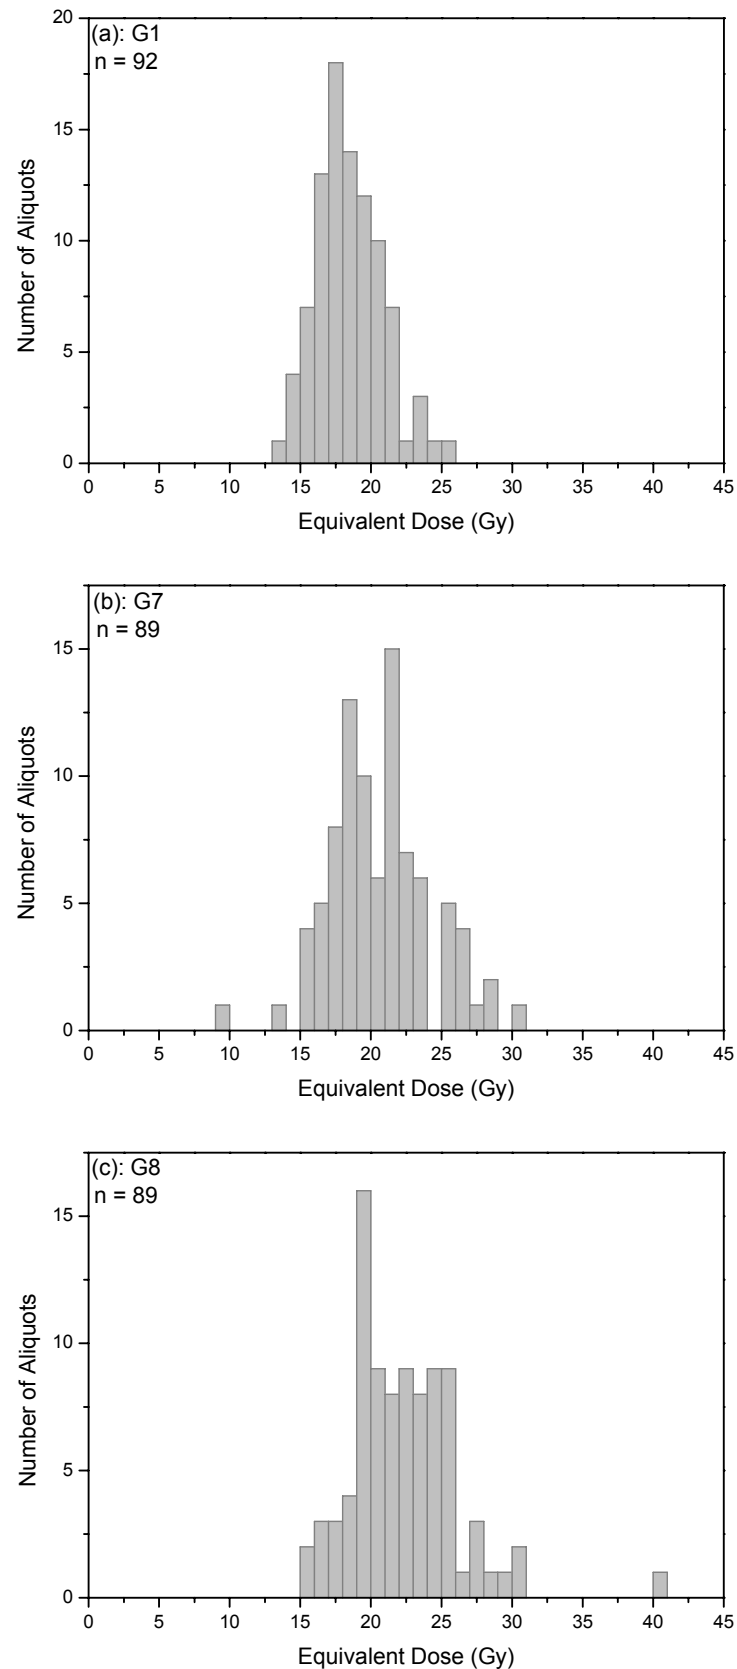 (a): G1
n = 92
20
15
10
5
0
Number of Aliquots
0 5 10 15 20 25 30 35 40 45
Equivalent Dose (Gy)
(b): G7
n = 89
15
10
5
0
Number of Aliquots
0 5 10 15 20 25 30 35 40 45
Equivalent Dose (Gy)
(c): G8
n = 89
15
10
5
0
Number of Aliquots
0 5 10 15 20 25 30 35 40 45
Equivalent Dose (Gy)